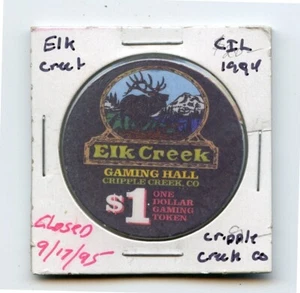 Elk
Creek
CIL
1994
Elk Creek
GAMING HALL
CRIPPLE CREEK, CO
$1
ONE
DOLLAR
GAMING
TOKEN
Closed
9/17/95
Cripple
Creek Co